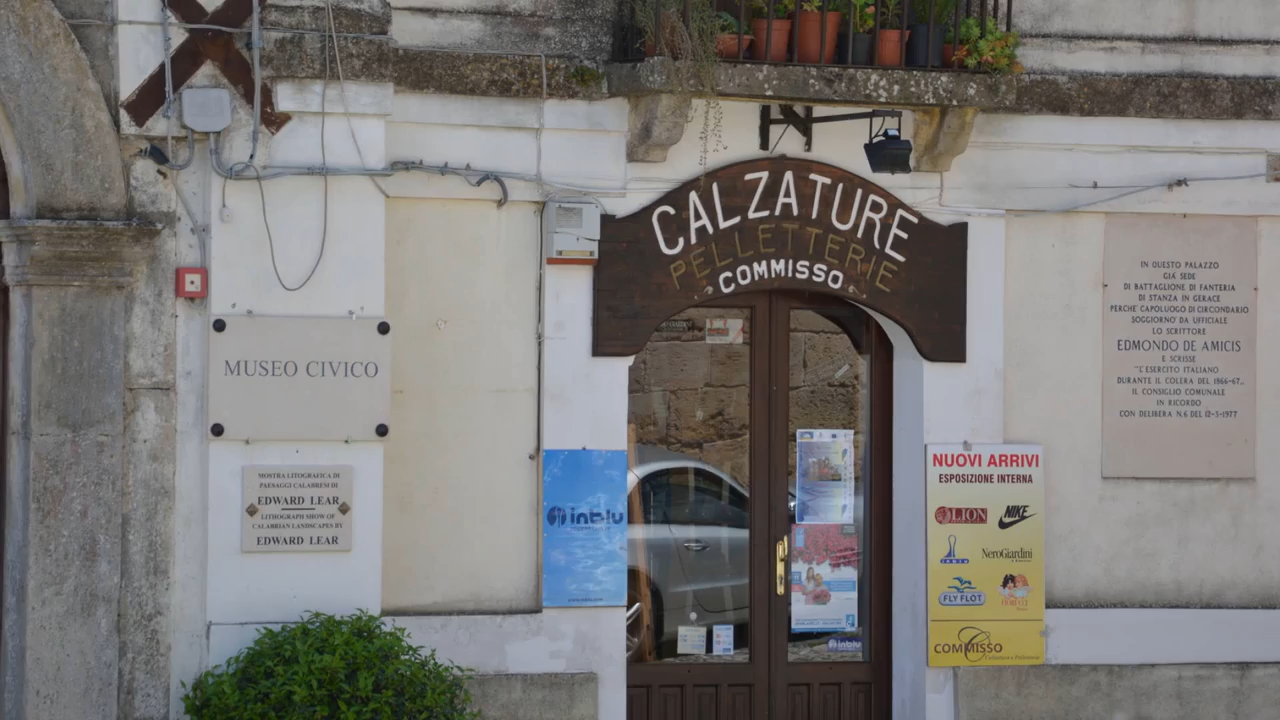 MUSEO CIVICO
MOSTRA LITOGRAFICA DI
PAESAGGI CALABRESI DI
EDWARD LEAR
LITHOGRAPH SHOW OF
CALABRIAN LANDSCAPES BY
EDWARD LEAR
CALZATURE
PELLETTERIE
COMMISSO
inblu
inblu
NUOVI ARRIVI
ESPOSIZIONE INTERNA
LION
NIKE
NeroGiardini
FLY FLOT
COMMISSO
IN QUESTO PALAZZO
GIÀ SEDE
DI BATTAGLIONE DI FANTERIA
DI STANZA IN GERACE
PERCHÈ CAPOLUOGO DI CIRCONDARIO
SOGGIORNO' DA UFFICIALE
LO SCRITTORE
EDMONDO DE AMICIS
E SCRISSE
"L'ESERCITO ITALIANO
DURANTE IL COLERA DEL 1866-67"..
IL CONSIGLIO COMUNALE
IN RICORDO
CON DELIBERA N.6 DEL 12-3-1977